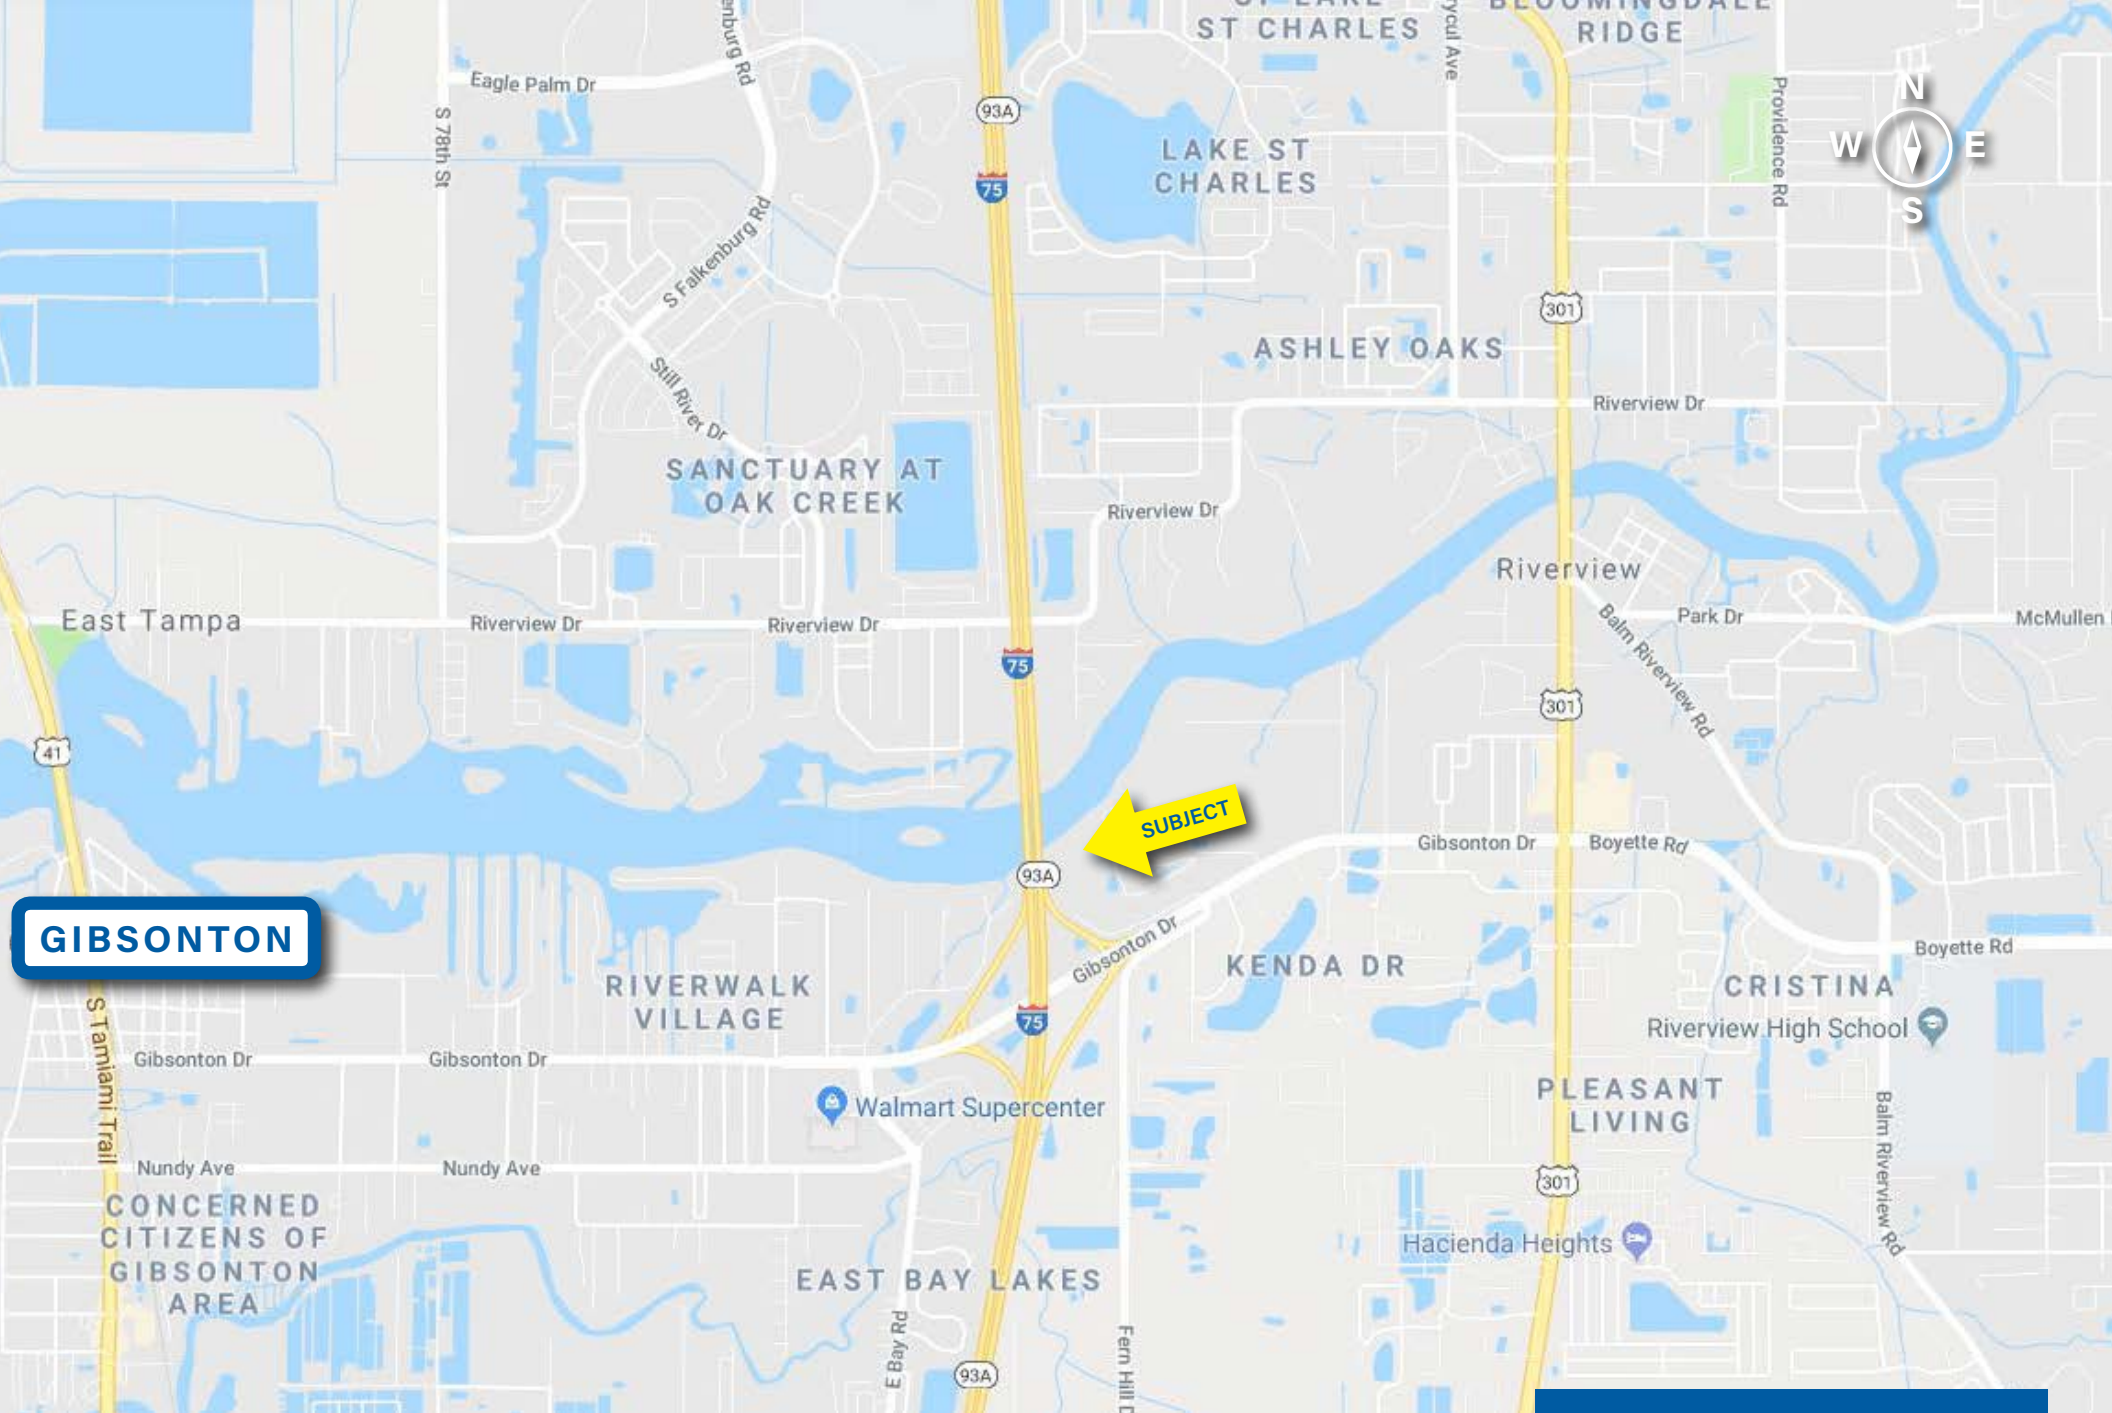 ST CHARLES
RIDGE
Eagle Palm Dr
S 78th St
93A
75
LAKE ST
CHARLES
Providence Rd
N
W
E
S
S Falkenburg Rd
301
ASHLEY OAKS
Still River Dr
Riverview Dr
SANCTUARY AT
OAK CREEK
Riverview Dr
Riverview
East Tampa
Riverview Dr
Riverview Dr
Park Dr
McMullen
Balm Riverview Rd
75
301
41
SUBJECT
Gibsonton Dr
Boyette Rd
93A
GIBSONTON
Gibsonton Dr
KENDA DR
Boyette Rd
RIVERWALK
VILLAGE
CRISTINA
75
Riverview High School
S Tamiami Trail
Gibsonton Dr
Gibsonton Dr
Walmart Supercenter
PLEASANT
LIVING
Balm Riverview Rd
Nundy Ave
Nundy Ave
301
CONCERNED
CITIZENS OF
GIBSONTON
AREA
Hacienda Heights
EAST BAY LAKES
E Bay Rd
Fern Hill
93A